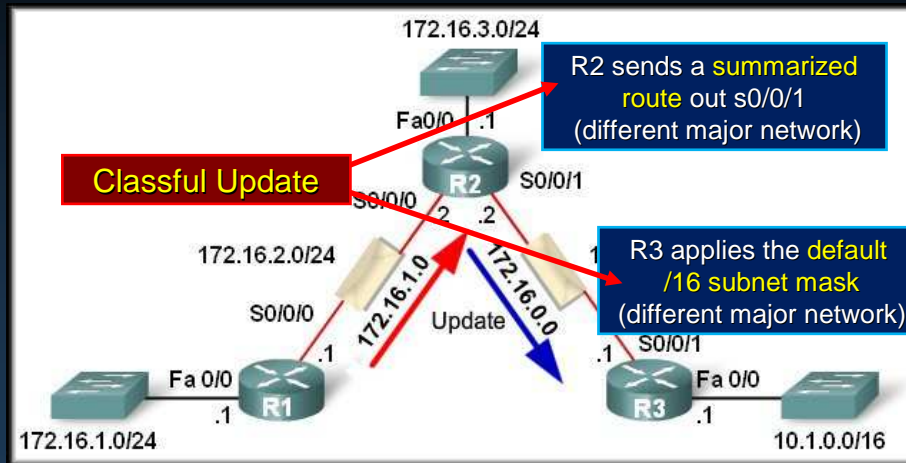 172.16.3.0/24
R2 sends a summarized
route out s0/0/1
(different major network)
Fa0/0
.1
Classful Update
R2
S0/0/0
S0/0/1
.2
.2
172.16.2.0/24
172.16.1.0
172.16.0.0
R3 applies the default
/16 subnet mask
(different major network)
S0/0/0
Update
S0/0/1
.1
.1
Fa 0/0
R1
.1
R3
Fa 0/0
.1
172.16.1.0/24
10.1.0.0/16